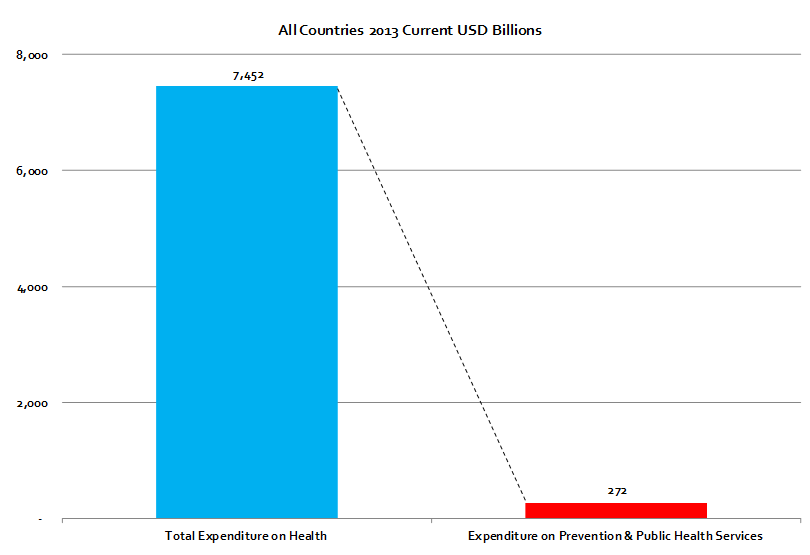 All Countries 2013 Current USD Billions
8,000
7,452
6,000
4,000
2,000
272
-
Total Expenditure on Health
Expenditure on Prevention & Public Health Services